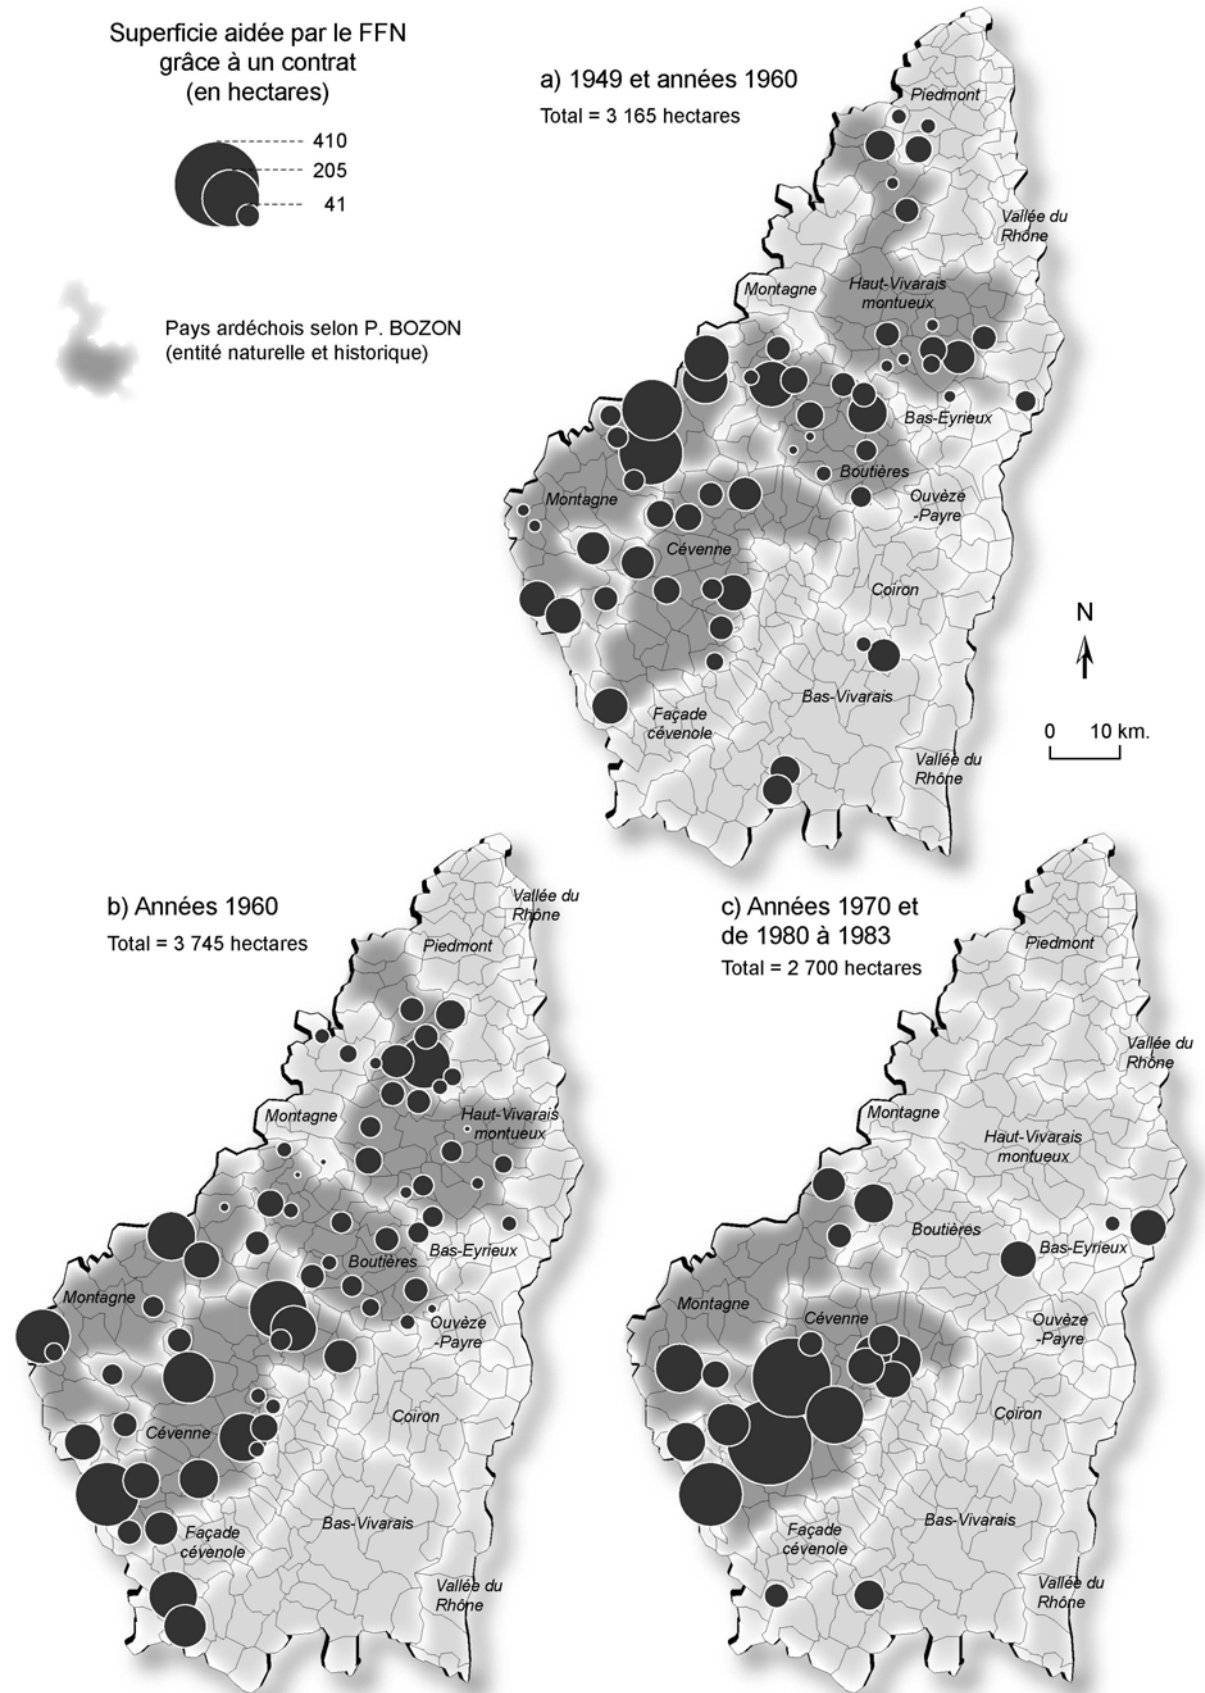 Superficie aidée par le FFN
grâce à un contrat
(en hectares)
410
205
41
Pays ardéchois selon P. BOZON
(entité naturelle et historique)
a) 1949 et années 1960
Total = 3 165 hectares
Piedmont
Vallée du
Rhône
Montagne
Haut-Vivarais
montueux
Bas-Eyrieux
Boutières
Montagne
Ouvèze
-Payre
Cévenne
Coiron
Bas-Vivarais
Façade
cévenole
Vallée du
Rhône
N
0 10 km.
b) Années 1960
Total = 3 745 hectares
Vallée du
Rhône
Piedmont
Montagne
Haut-Vivarais
montueux
Bas-Eyrieux
Boutières
Montagne
Ouvèze
-Payre
Coiron
Cévenne
Bas-Vivarais
Façade
cévenole
Vallée du
Rhône
c) Années 1970 et
de 1980 à 1983
Total = 2 700 hectares
Piedmont
Vallée du
Rhône
Montagne
Haut-Vivarais
montueux
Boutières
Bas-Eyrieux
Montagne
Cévenne
Ouvèze
-Payre
Coiron
Bas-Vivarais
Façade
cévenole
Vallée du
Rhône